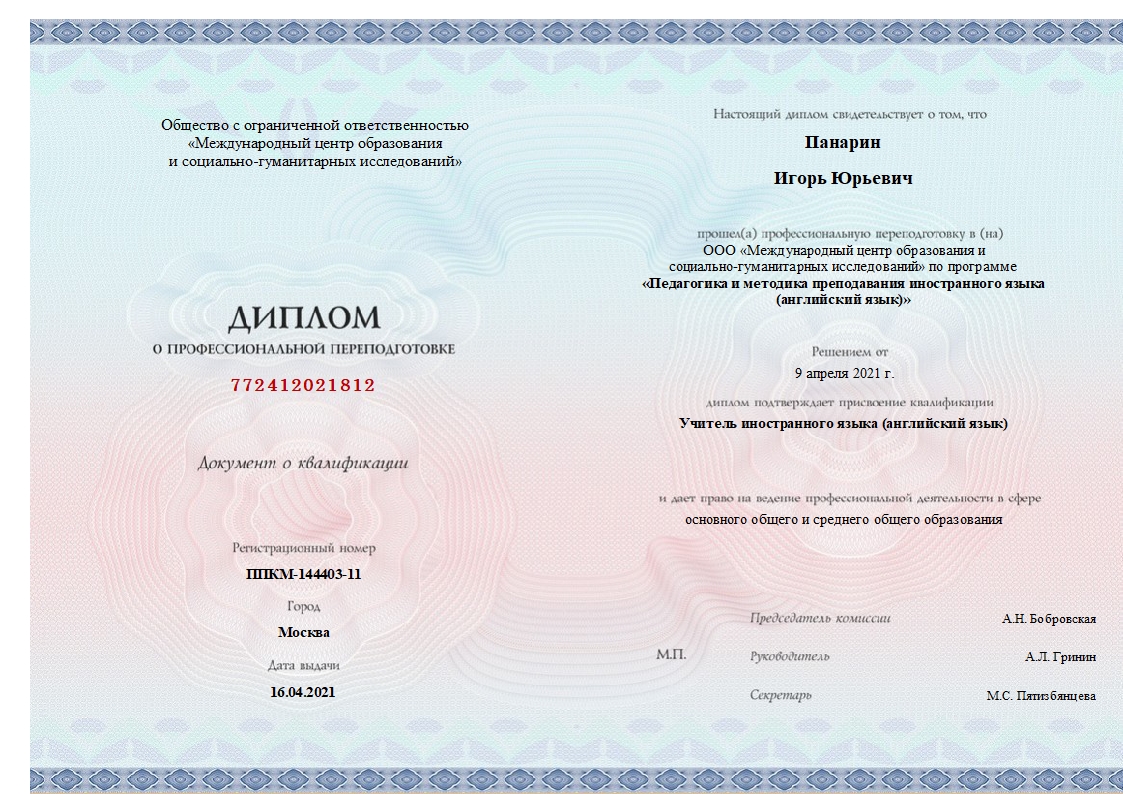 Общество с ограниченной ответственностью
«Международный центр образования
и социально-гуманитарных исследований»
ДИПЛОМ
О ПРОФЕССИОНАЛЬНОЙ ПЕРЕПОДГОТОВКЕ
772412021812
Документ о квалификации
Регистрационный номер
ППКМ-144403-11
Город
Москва
Дата выдачи
16.04.2021
Настоящий диплом свидетельствует о том, что
Панарин
Игорь Юрьевич
прошел(а) профессиональную переподготовку в (на)
ООО «Международный центр образования и
социально-гуманитарных исследований» по программе
«Педагогика и методика преподавания иностранного языка
(английский язык)»
Решением от
9 апреля 2021 г.
диплом подтверждает присвоение квалификации
Учитель иностранного языка (английский язык)
и дает право на ведение профессиональной деятельности в сфере
основного общего и среднего общего образования
Председатель комиссии А.Н. Бобровская
М.П. Руководитель А.Л. Гринин
Секретарь М.С. Пятизбянцева